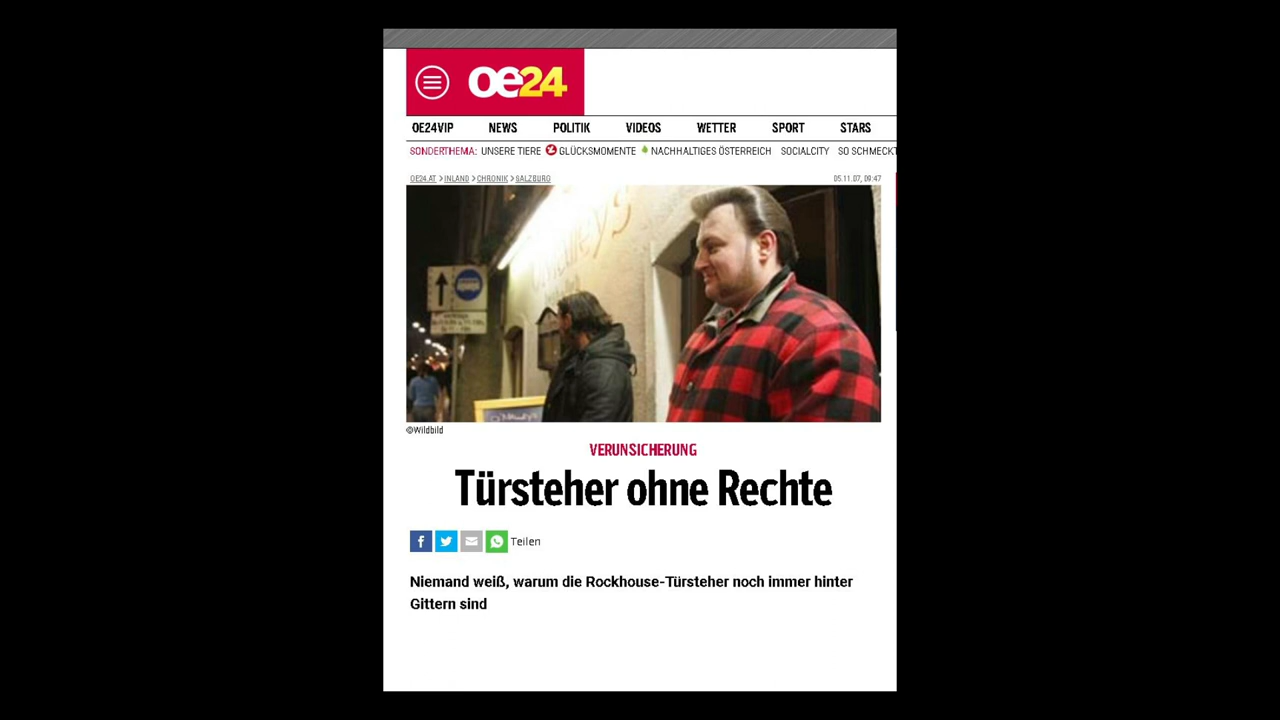 oe24
OE24VIP NEWS POLITIK VIDEOS WETTER SPORT STARS
SONDERTHEMA: UNSERE TIERE GLÜCKSMOMENTE NACHHALTIGES ÖSTERREICH SOCIALCITY SO SCHMECKT
OE24.AT > INLAND > CHRONIK > SALZBURG 05.11.07, 09:47
©Wildbild
VERUNSICHERUNG
Türsteher ohne Rechte
Teilen
Niemand weiß, warum die Rockhouse-Türsteher noch immer hinter
Gittern sind